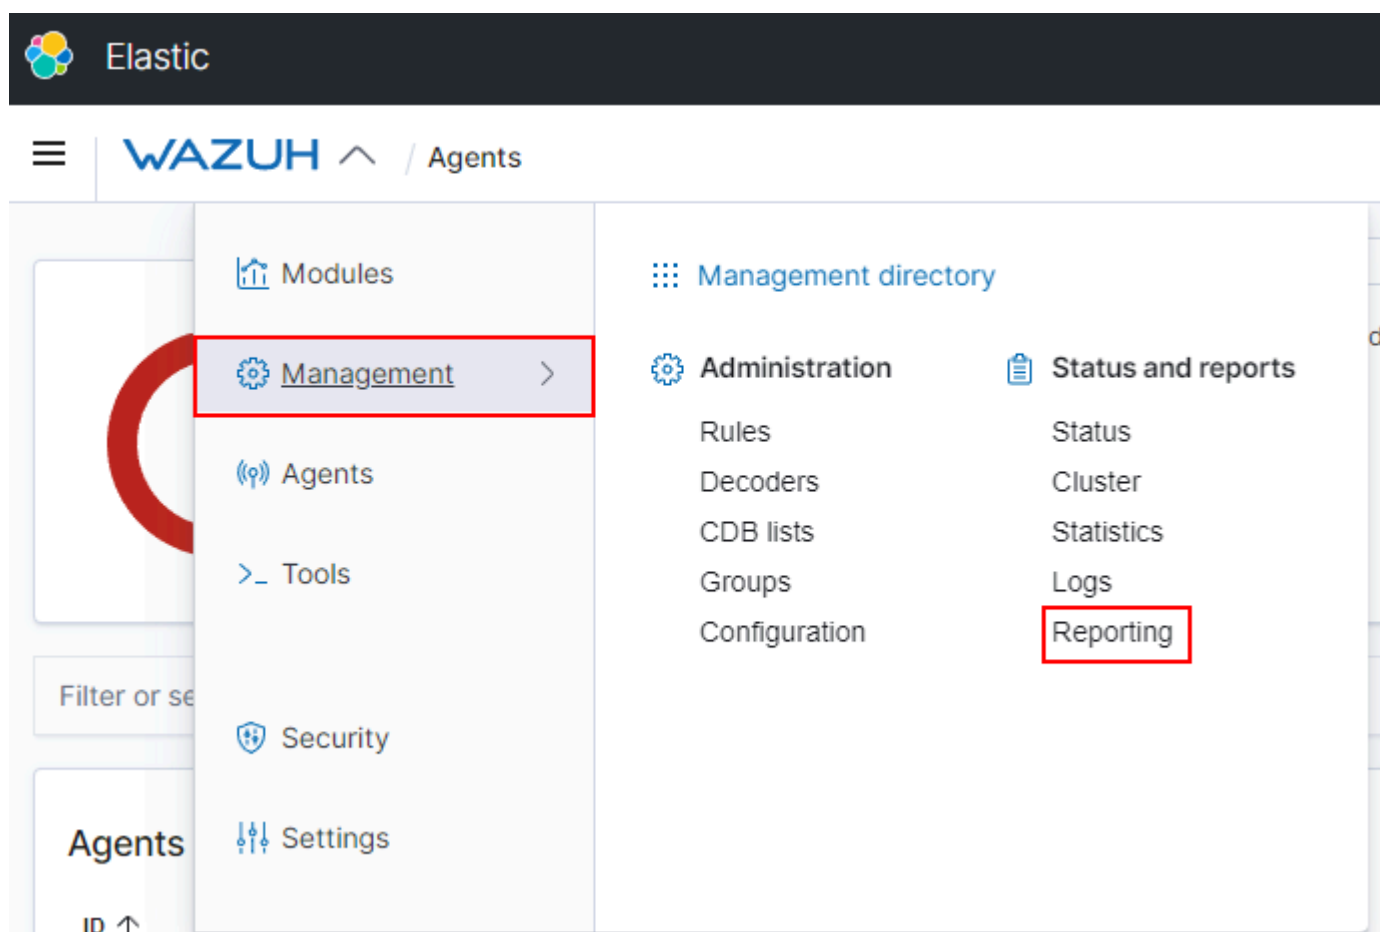 Elastic
WAZUH / Agents
Modules
Management
Agents
>_ Tools
Security
Settings
Management directory
Administration
Rules
Decoders
CDB lists
Groups
Configuration
Status and reports
Status
Cluster
Statistics
Logs
Reporting
Filter or se
Agents
ID ↑